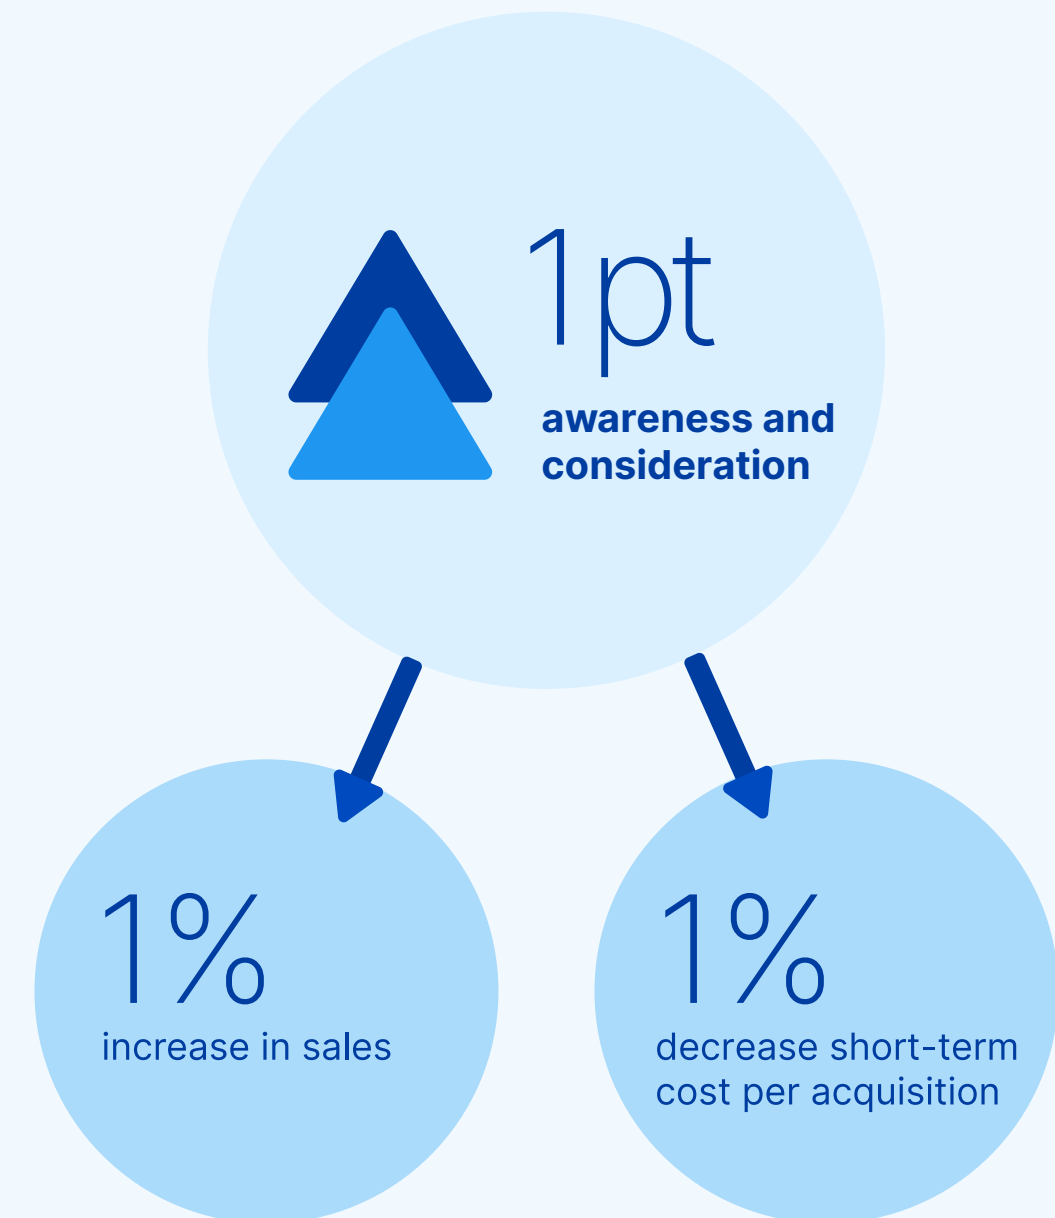 1pt
awareness and
consideration
1%
increase in sales
1%
decrease short-term
cost per acquisition